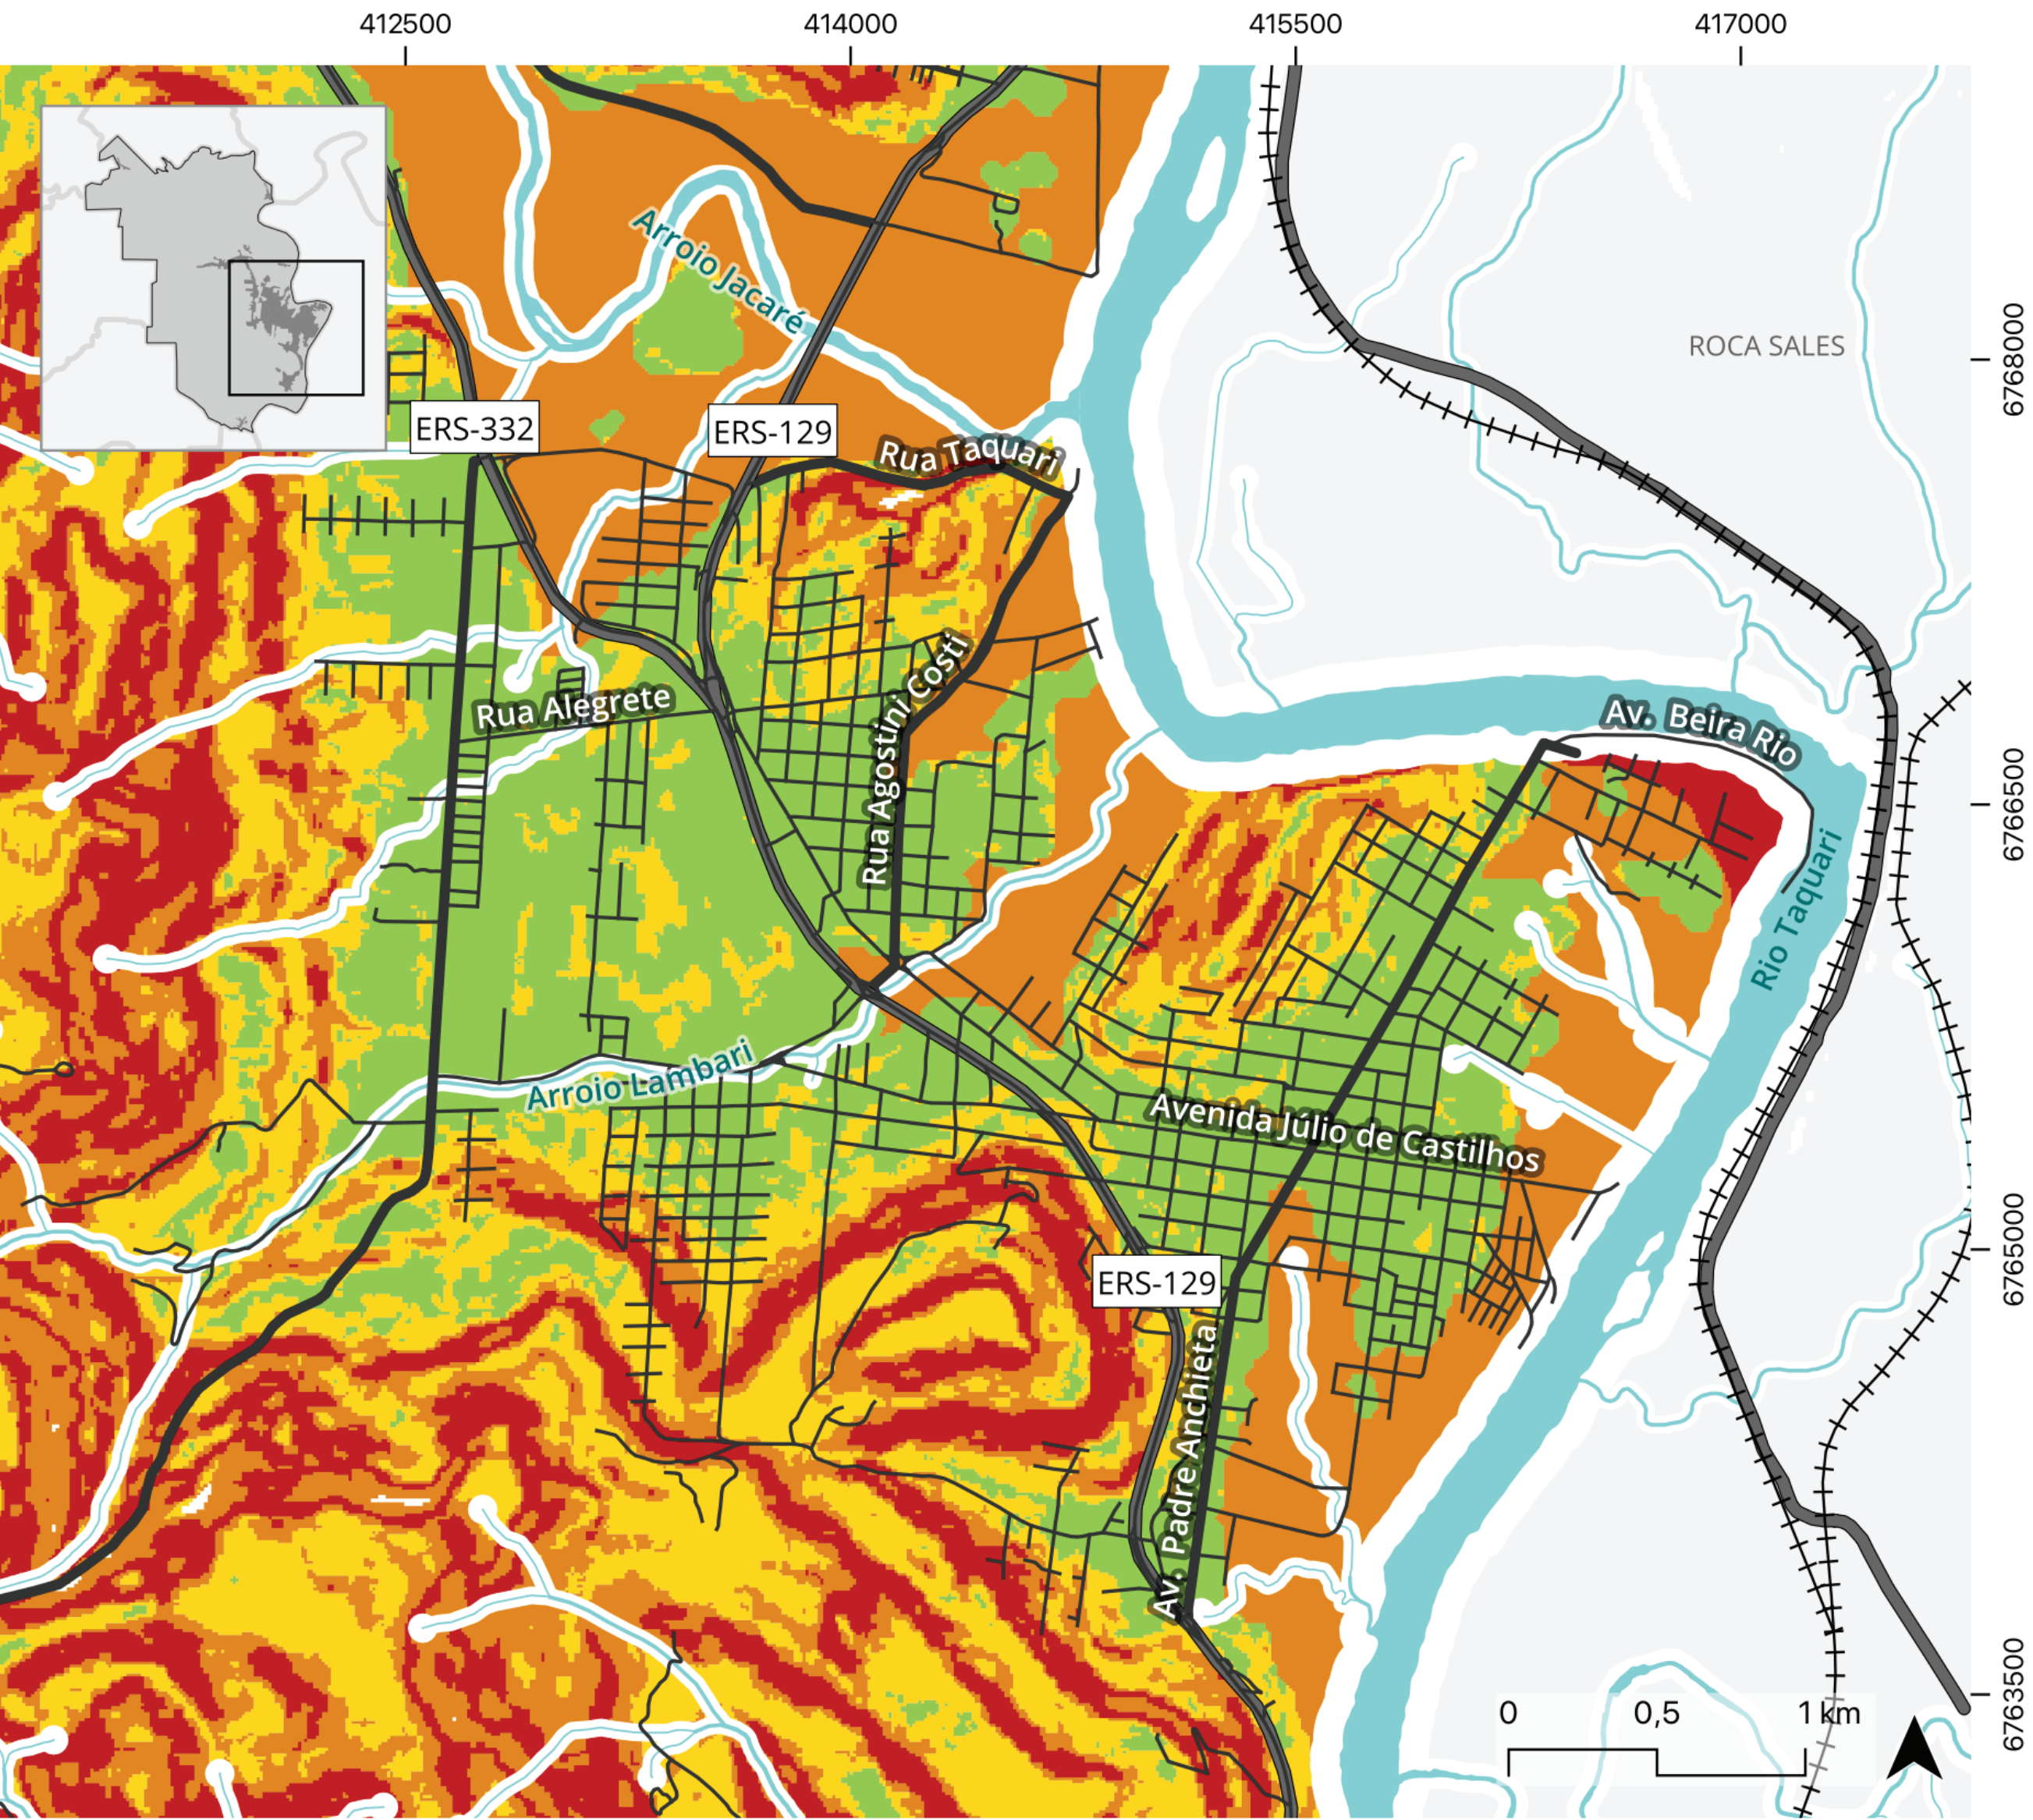 412500
414000
415500
417000
Arroio Jacaré
6768000
ROCA SALES
ERS-332
ERS-129
Rua Taquari
Rua Agostini Costi
Rua Alegrete
Av. Beira Rio
6766500
Rio Taquari
Arroio Lambari
Avenida Júlio de Castilhos
6765000
ERS-129
Av. Padre Anchieta
6763500
0 0,5 1 km